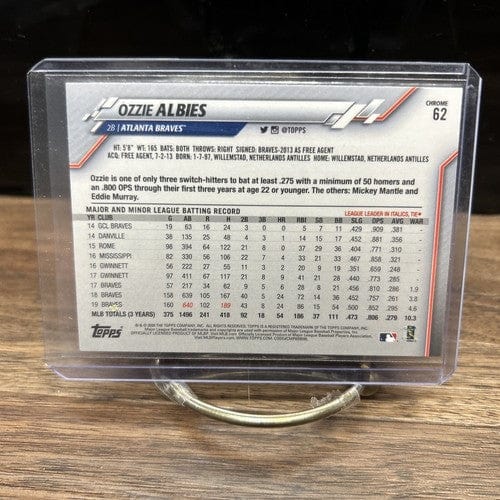 OZZIE ALBIES
CHROME
62
2B | ATLANTA BRAVES™
@TOPPS
HT: 5'8" WT: 165 BATS: BOTH THROWS: RIGHT SIGNED: BRAVES-2013 AS FREE AGENT
ACQ: FREE AGENT, 7-2-13 BORN: 1-7-97, WILLEMSTAD, NETHERLANDS ANTILLES HOME: WILLEMSTAD, NETHERLANDS ANTILLES
Ozzie is one of only three switch-hitters to bat at least .275 with a minimum of 50 homers and
an .800 OPS through their first three years at age 22 or younger. The others: Mickey Mantle and
Eddie Murray.
MAJOR AND MINOR LEAGUE BATTING RECORD
LEAGUE LEADER IN ITALICS, TIE♦
YR CLUB G AB R H 2B 3B HR RBI SB BB SLG OPS AVG WAR
14 GCL BRAVES 19 63 16 24 3 0 0 5 7 11 .429 .909 .381
14 DANVILLE 38 135 25 48 4 3 1 14 15 17 .452
15 ROME 98 394 64 122 21 8 0 37 29 36 .404 .771 .310
16 MISSISSIPPI 82 330 56 106 22 7 4 33 21 33 .467 .858 .321
16 GWINNETT 56 222 27 55 11 3 2 20 9 19 .351 .659 .248
17 GWINNETT 97 411 67 117 21 8 9 41 21 28 .440 .773 .285
17 BRAVES 57 217 34 62 9 5 6 28 8 21 .456 .810 .286 1.9
18 BRAVES 158 639 105 167 40 5 24 72 14 36 .452 .757 .261 3.8
19 BRAVES 160 640 102 189 43 8 24 86 15 54 .500 .852 .295 4.6
MLB TOTALS (3 YEARS) 375 1496 241 418 92 18 54 186 37 111 .473 .806 .279 10.3
TOPPS